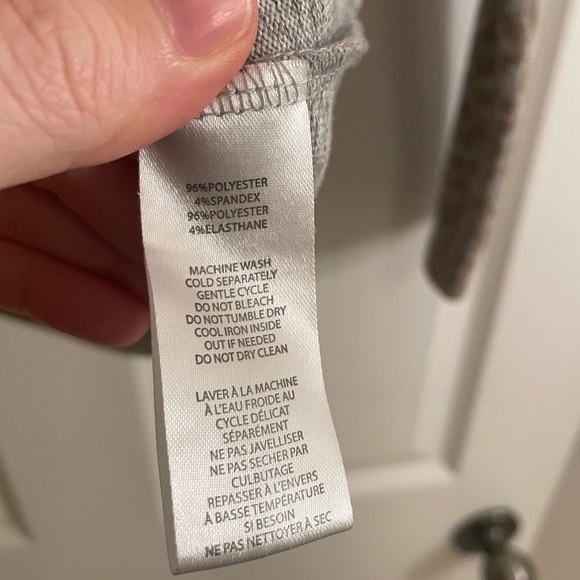 96%POLYESTER
4%SPANDEX
96%POLYESTER
4%ELASTHANE
MACHINE WASH
COLD SEPARATELY
GENTLE CYCLE
DO NOT BLEACH
DO NOT TUMBLE DRY
COOL IRON INSIDE
OUT IF NEEDED
DO NOT DRY CLEAN
LAVER À LA MACHINE
À L'EAU FROIDE AU
CYCLE DÉLICAT
SÉPARÉMENT
NE PAS JAVELLISER
NE PAS SECHER PAR
CULBUTAGE
REPASSER À L'ENVERS
À BASSE TEMPÉRATURE
SI BESOIN
NE PAS NETTOYER À SEC